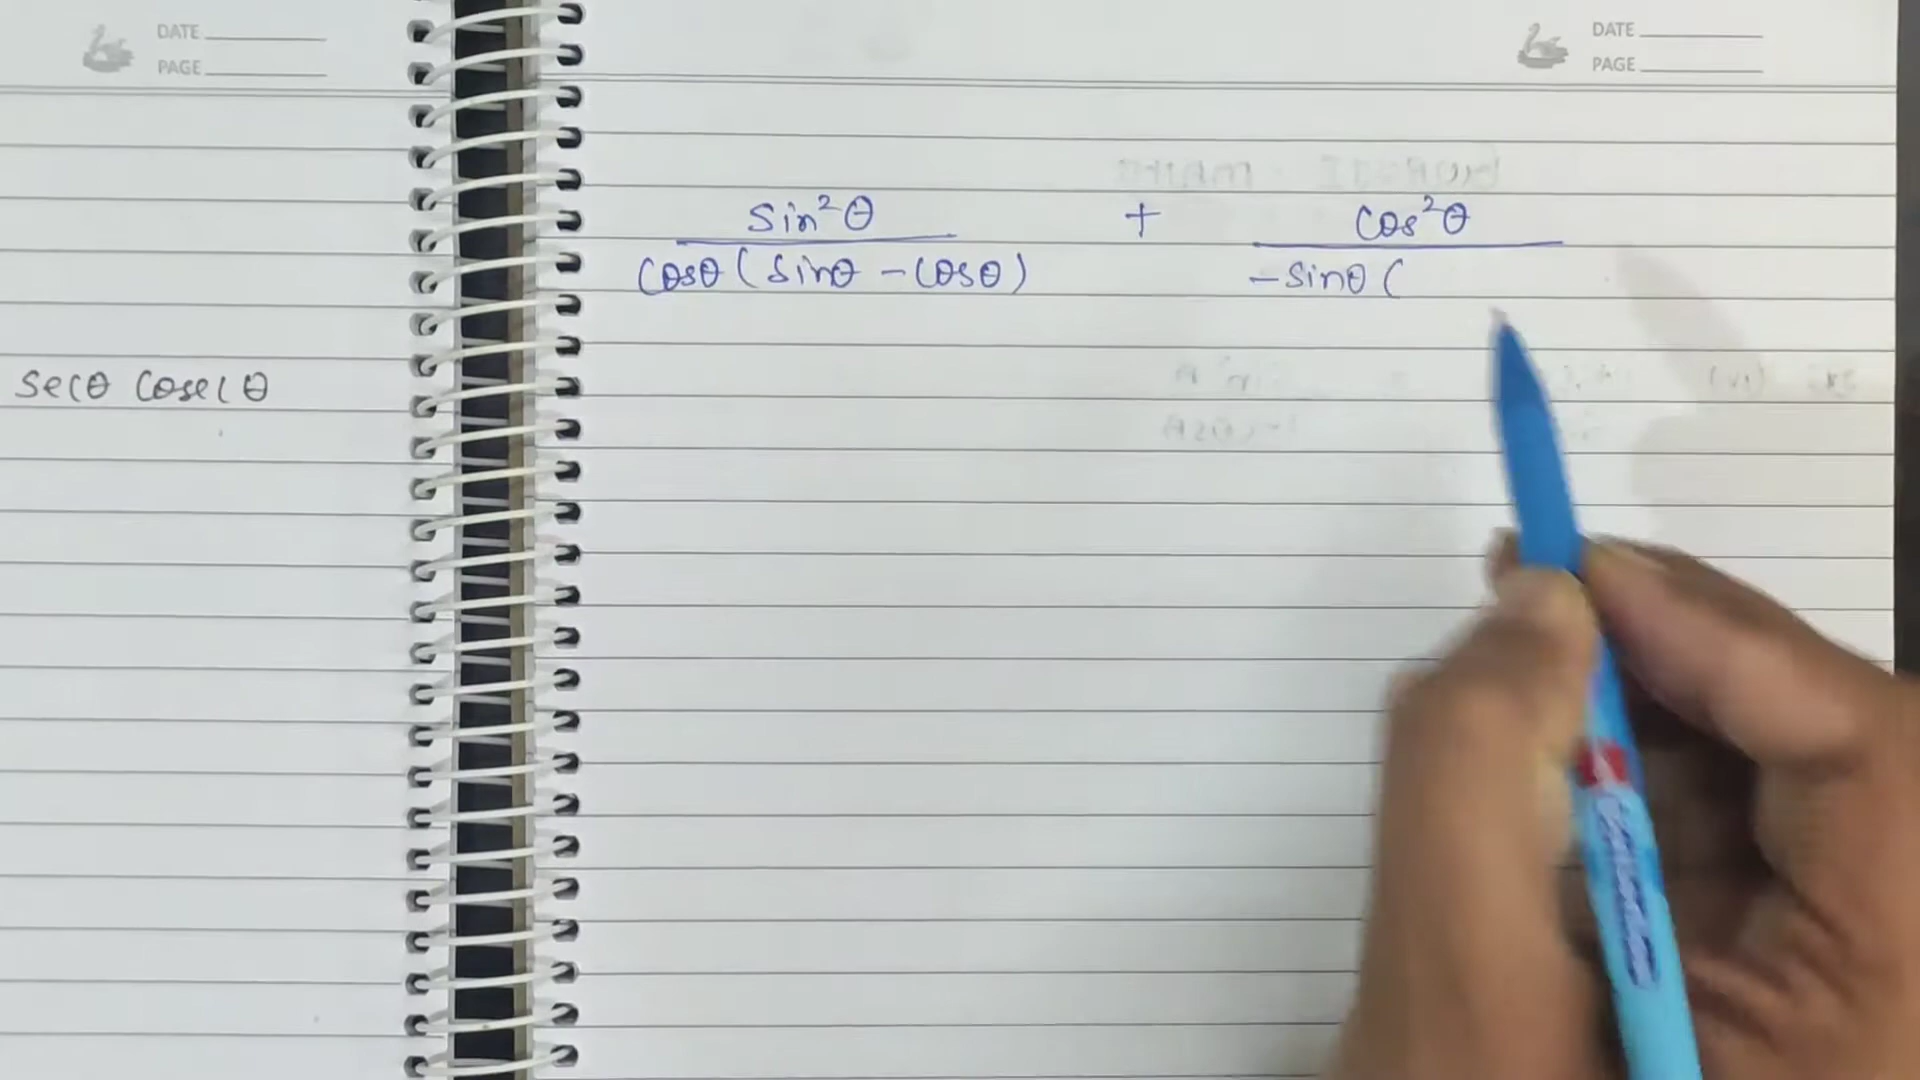 DATE
PAGE
secθ cosecθ
DATE
PAGE
sin²θ + cos²θ
cosθ (sinθ - cosθ) -sinθ (